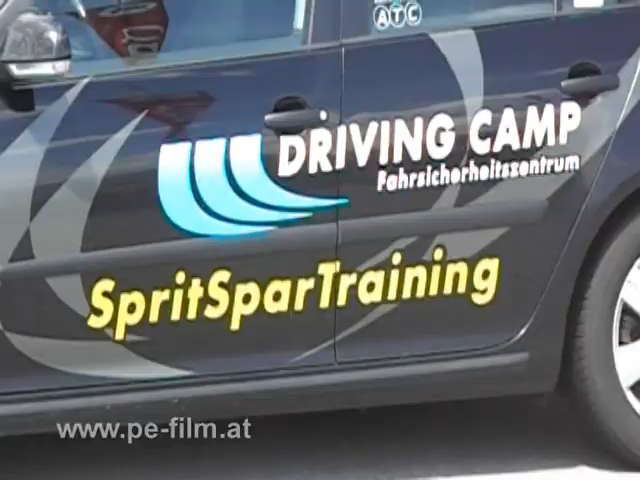 ATC
DRIVING CAMP
Fahrsicherheitszentrum
SpritSparTraining
www.pe-film.at